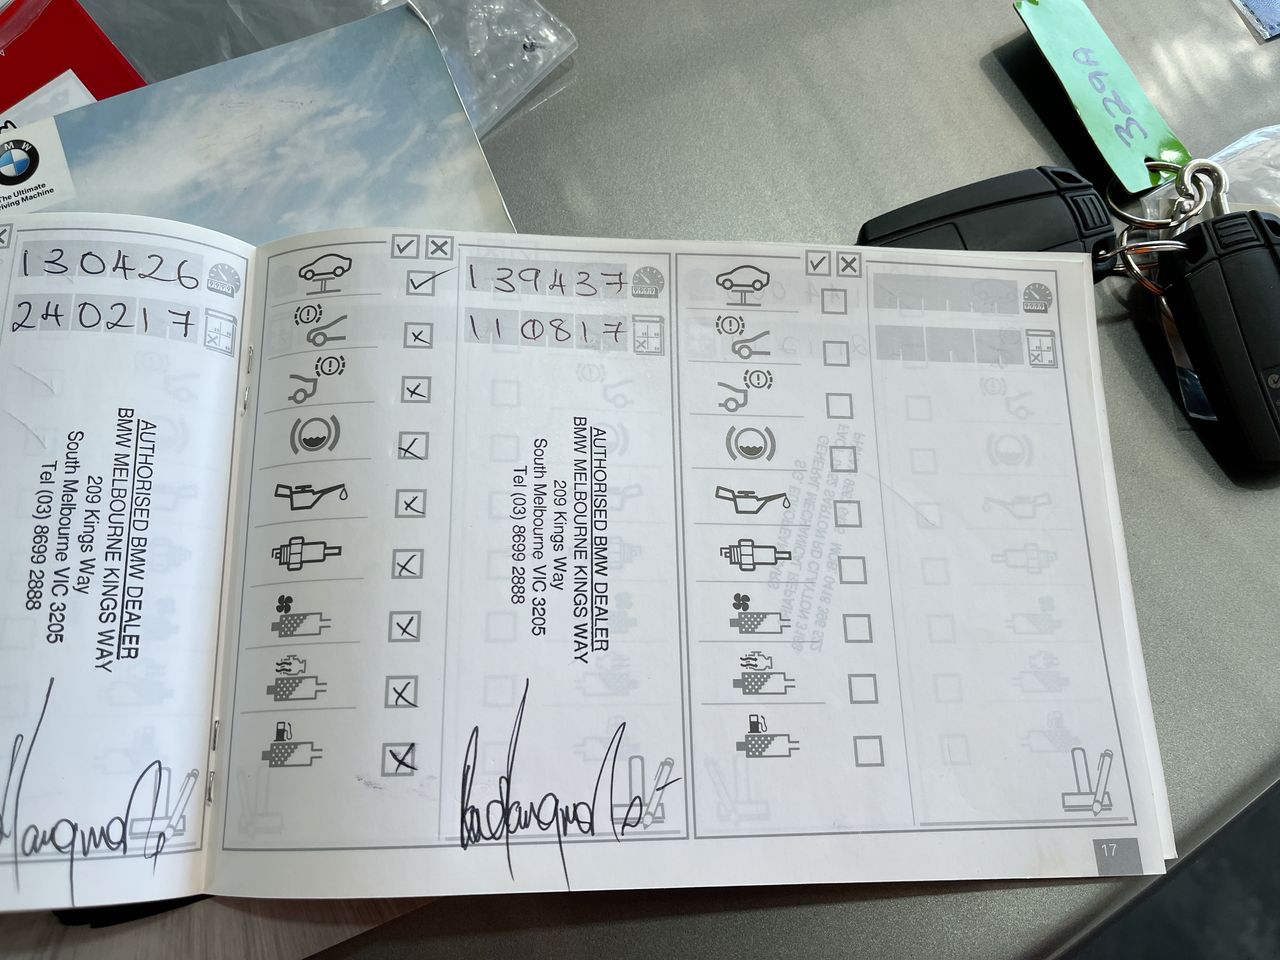 BMW
The Ultimate
Driving Machine
329A
130426
240217
AUTHORISED BMW DEALER
BMW MELBOURNE KINGS WAY
209 Kings Way
South Melbourne VIC 3205
Tel (03) 8699 2888
139437
110817
AUTHORISED BMW DEALER
BMW MELBOURNE KINGS WAY
209 Kings Way
South Melbourne VIC 3205
Tel (03) 8699 2888
17